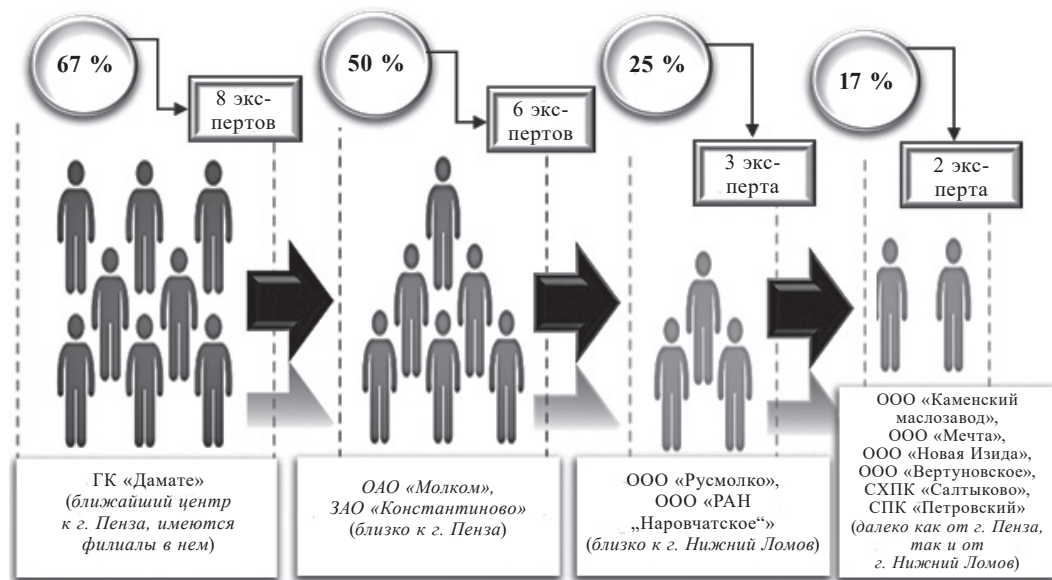 67 %
8 экс-
пертов
50 %
6 экс-
пертов
25 %
3 экс-
перта
17 %
2 экс-
перта
ГК «Дамате»
(ближайший центр
к г. Пенза, имеются
филиалы в нем)
ОАО «Молком»,
ЗАО «Константиново»
(близко к г. Пенза)
ООО «Русмолко»,
ООО «РАН
„Наровчатское“»
(близко к г. Нижний Ломов)
ООО «Каменский
маслозавод»,
ООО «Мечта»,
ООО «Новая Изида»,
ООО «Вертуновское»,
СХПК «Салтыково»,
СПК «Петровский»
(далеко как от г. Пенза,
так и от
г. Нижний Ломов)